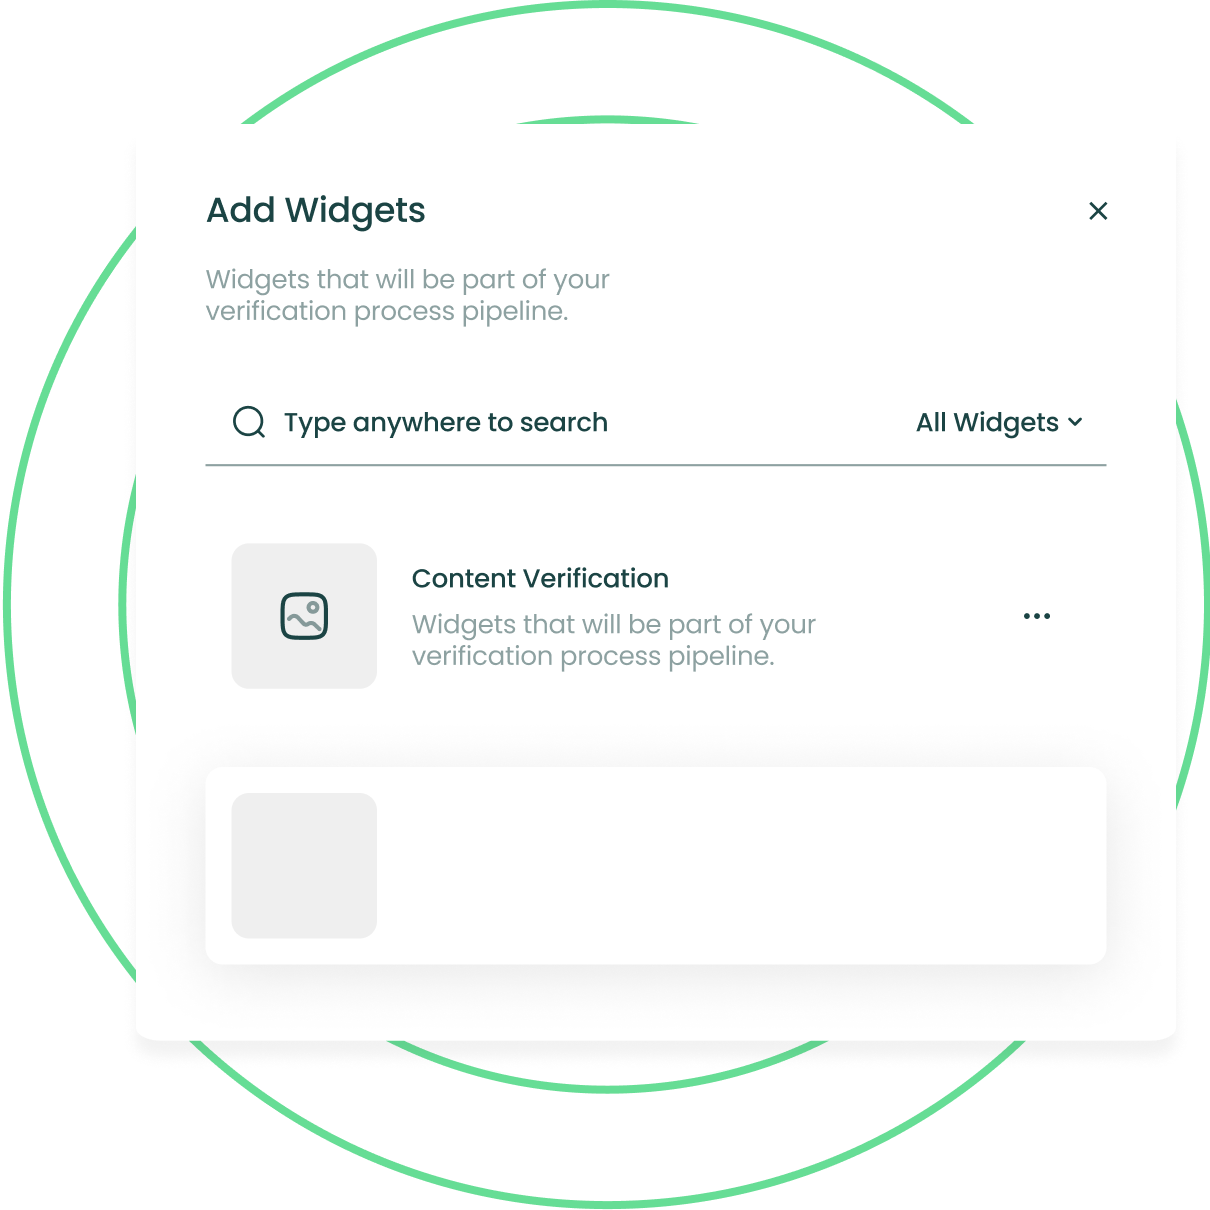 Add Widgets
Widgets that will be part of your
verification process pipeline.
Type anywhere to search
All Widgets
Content Verification
Widgets that will be part of your
verification process pipeline.